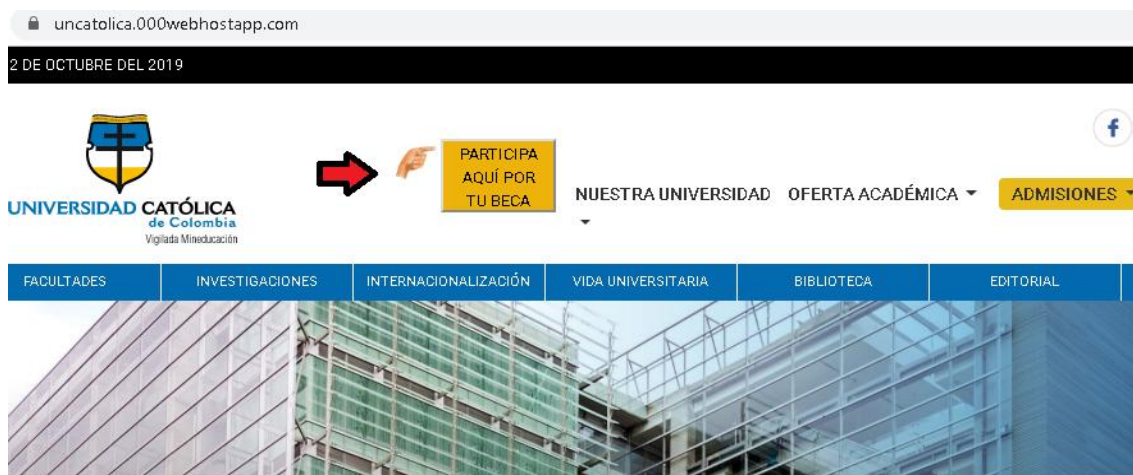 uncatolica.000webhostapp.com
2 DE OCTUBRE DEL 2019
UNIVERSIDAD CATÓLICA
de Colombia
Vigilada Mineducación
PARTICIPA
AQUÍ POR
TU BECA
NUESTRA UNIVERSIDAD
OFERTA ACADÉMICA
ADMISIONES
f
FACULTADES
INVESTIGACIONES
INTERNACIONALIZACIÓN
VIDA UNIVERSITARIA
BIBLIOTECA
EDITORIAL